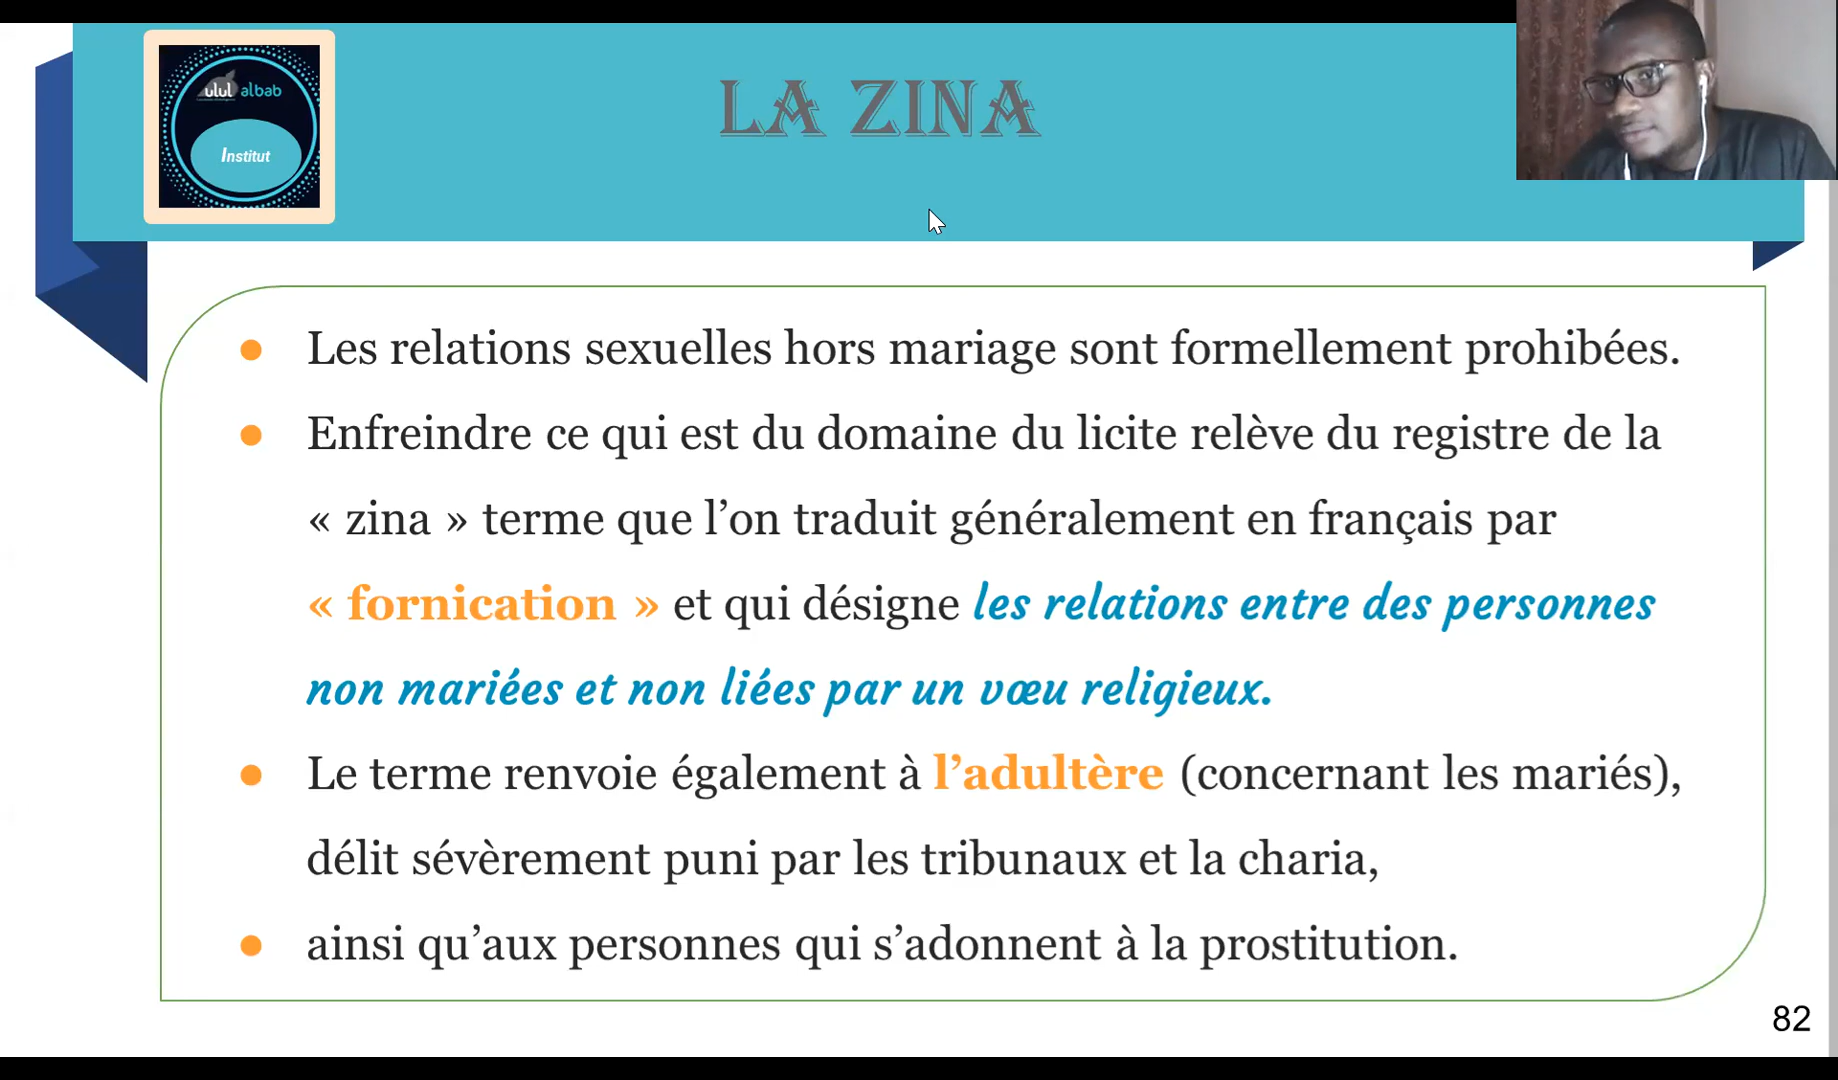 ulul albab
Institut
LA ZINA
Les relations sexuelles hors mariage sont formellement prohibées.
Enfreindre ce qui est du domaine du licite relève du registre de la
« zina » terme que l’on traduit généralement en français par
« fornication » et qui désigne les relations entre des personnes
non mariées et non liées par un vœu religieux.
Le terme renvoie également à l’adultère (concernant les mariés),
délit sévèrement puni par les tribunaux et la charia,
ainsi qu’aux personnes qui s’adonnent à la prostitution.
82